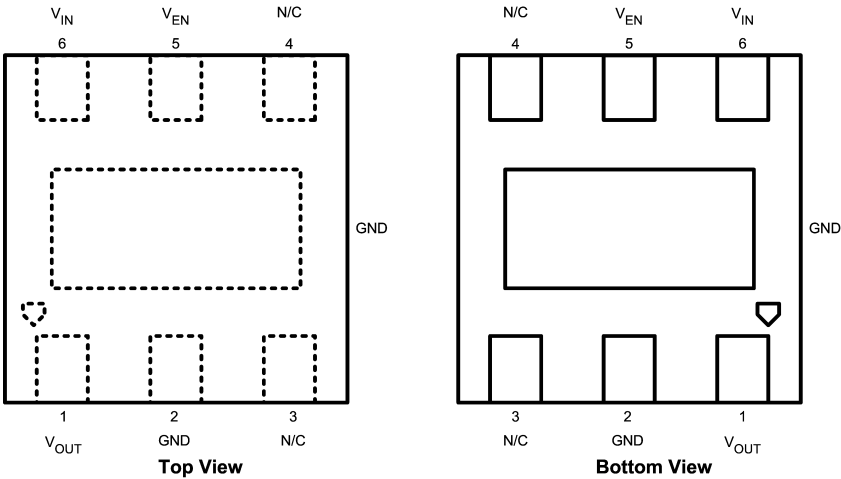 VIN VEN N/C
6 5 4
GND
1 2 3
VOUT GND N/C
Top View
N/C VEN VIN
4 5 6
GND
3 2 1
N/C GND VOUT
Bottom View